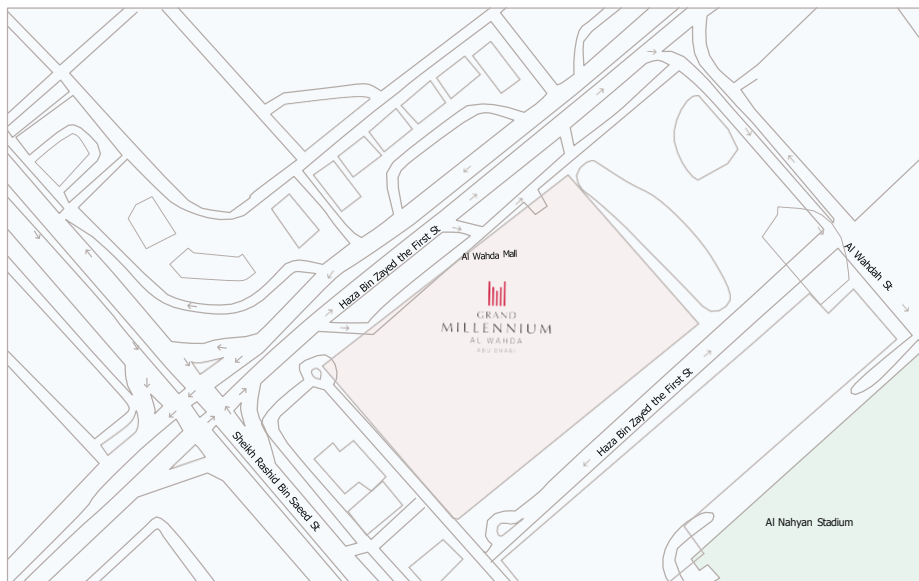 Haza Bin Zayed the First St
Al Wahda Mall
GRAND
MILLENNIUM
AL WAHDA
ABU DHABI
Al Wahdah St
Haza Bin Zayed the First St
Sheikh Rashid Bin Saeed St
Al Nahyan Stadium